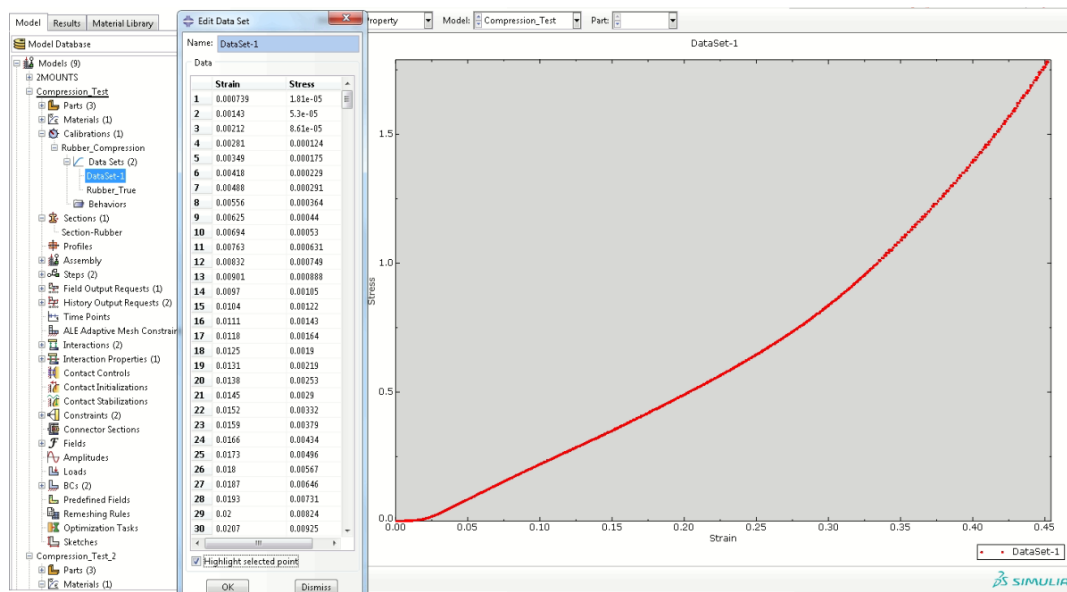 Model Results Material Library
Model Database
Models (9)
2MOUNTS
Compression_Test
Parts (3)
Materials (1)
Calibrations (1)
Rubber_Compression
Data Sets (2)
DataSet-1
Rubber_True
Behaviors
Sections (1)
Section-Rubber
Profiles
Assembly
Steps (2)
Field Output Requests (1)
History Output Requests (2)
Time Points
ALE Adaptive Mesh Constrain
Interactions (2)
Interaction Properties (1)
Contact Controls
Contact Initializations
Contact Stabilizations
Constraints (2)
Connector Sections
Fields
Amplitudes
Loads
BCs (2)
Predefined Fields
Remeshing Rules
Optimization Tasks
Sketches
Compression_Test_2
Parts (3)
Materials (1)
Edit Data Set
Name: DataSet-1
Data
Strain Stress
1 0.000739 1.81e-05
2 0.00143 5.3e-05
3 0.00212 8.61e-05
4 0.00281 0.000124
5 0.00349 0.000175
6 0.00418 0.000229
7 0.00488 0.000291
8 0.00556 0.000364
9 0.00625 0.00044
10 0.00694 0.00053
11 0.00763 0.000631
12 0.00832 0.000749
13 0.00901 0.000888
14 0.0097 0.00105
15 0.0104 0.00122
16 0.0111 0.00143
17 0.0118 0.00164
18 0.0125 0.0019
19 0.0131 0.00219
20 0.0138 0.00253
21 0.0145 0.0029
22 0.0152 0.00332
23 0.0159 0.00379
24 0.0166 0.00434
25 0.0173 0.00496
26 0.018 0.00567
27 0.0187 0.00646
28 0.0193 0.00731
29 0.02 0.00824
30 0.0207 0.00925
Highlight selected point
OK Dismiss
Property Model: Compression_Test Part:
DataSet-1
1.5
1.0
0.5
0.0
Stress
0.00 0.05 0.10 0.15 0.20 0.25 0.30 0.35 0.40 0.45
Strain
DataSet-1
SIMULIA